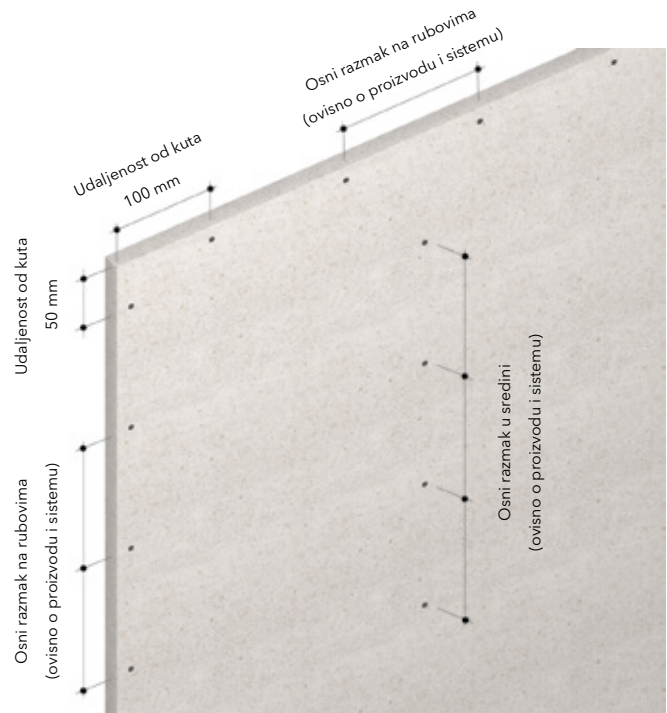 Osni razmak na rubovima
(ovisno o proizvodu i sistemu)
Udaljenost od kuta
100 mm
Udaljenost od kuta
50 mm
Osni razmak u sredini
(ovisno o proizvodu i sistemu)
Osni razmak na rubovima
(ovisno o proizvodu i sistemu)